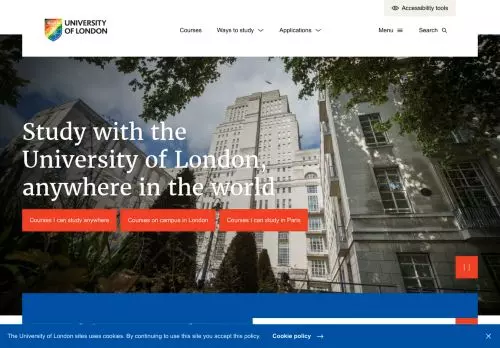 Accessibility tools
UNIVERSITY
OF LONDON
Courses
Ways to study
Applications
Menu
Search
Study with the
University of London,
anywhere in the world
Courses I can study anywhere
Courses on campus in London
Courses I can study in Paris
The University of London sites uses cookies. By continuing to use this site you accept this policy.
Cookie policy